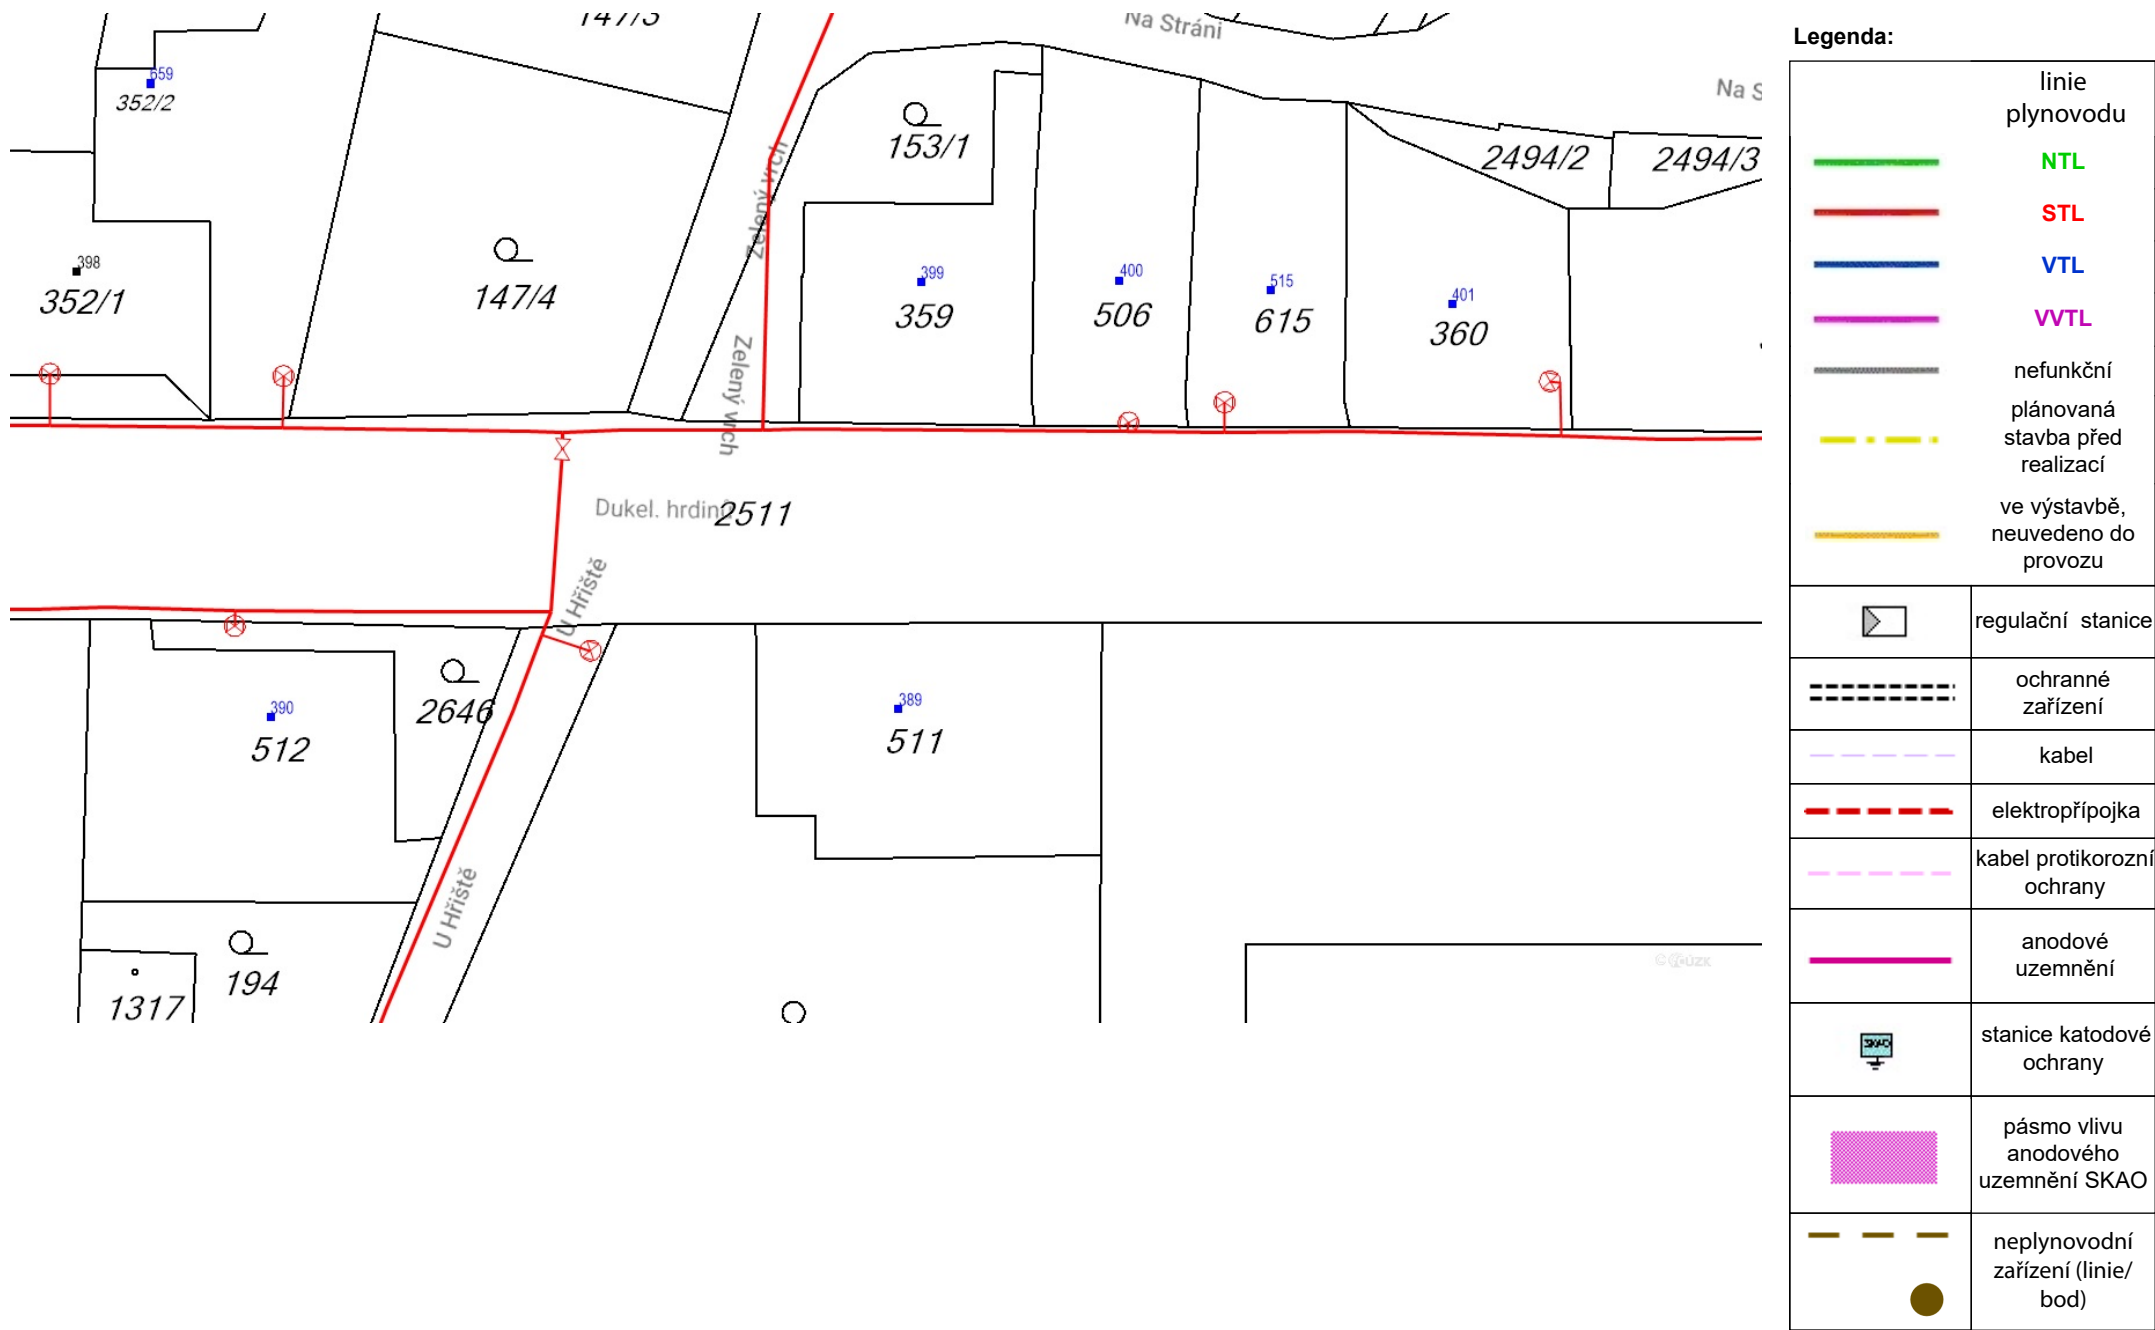 147/3
Na Stráni
Na S
659
352/2
153/1
2494/2
2494/3
Zelený vrch
398
352/1
147/4
399
359
400
506
515
615
401
360
Zelený vrch
Dukel. hrdinů
2511
U Hřiště
390
512
2646
389
511
U Hřiště
194
1317
Legenda:
linie
plynovodu
NTL
STL
VTL
VVTL
nefunkční
plánovaná
stavba před
realizací
ve výstavbě,
neuvedeno do
provozu
regulační stanice
ochranné
zařízení
kabel
elektropřípojka
kabel protikorozní
ochrany
anodové
uzemnění
SKAO
stanice katodové
ochrany
pásmo vlivu
anodového
uzemnění SKAO
neplynovodní
zařízení (linie/
bod)